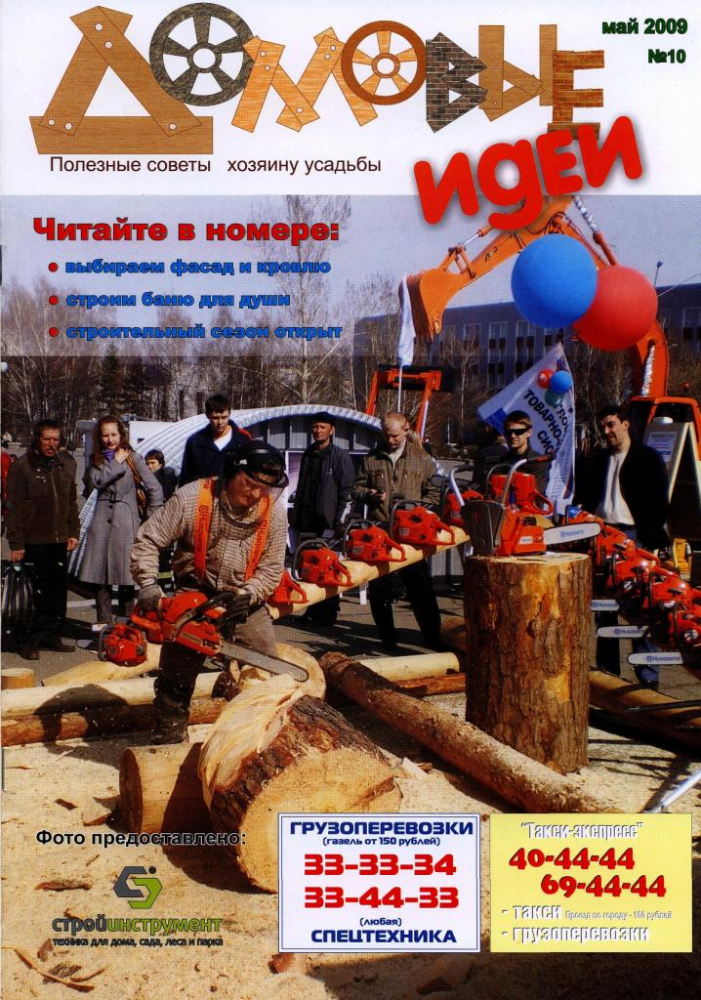 ДОМОВЫЕ
идеи
май 2009
№10
Полезные советы хозяину усадьбы
Читайте в номере:
• выбираем фасад и кровлю
• строим баню для души
• строительный сезон открыт
Husqvarna
Husqvarna
Husqvarna
Фото предоставлено:
стройинструмент
техника для дома, сада, леса и парка
ГРУЗОПЕРЕВОЗКИ
(газель от 150 рублей)
33-33-34
33-44-33
(любая)
СПЕЦТЕХНИКА
"Такси-экспресс"
40-44-44
69-44-44
- такси Проезд по городу - 100 рублей
- грузоперевозки